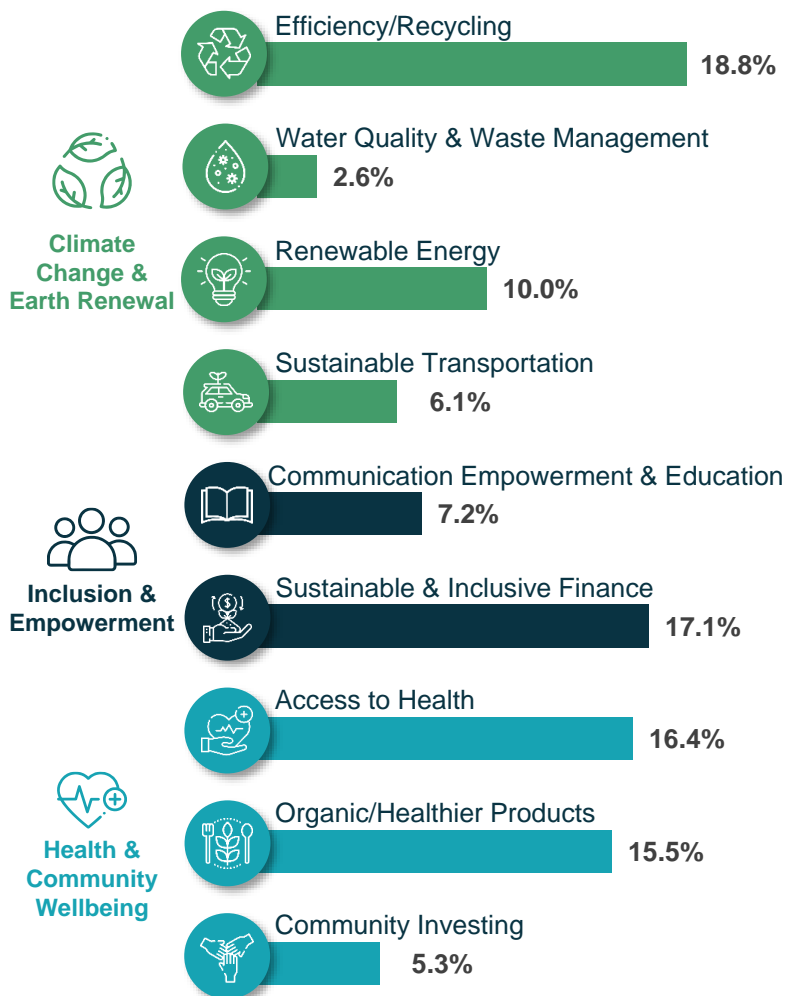 Efficiency/Recycling
18.8%
Water Quality & Waste Management
2.6%
Climate
Change &
Earth Renewal
Renewable Energy
10.0%
Sustainable Transportation
6.1%
Communication Empowerment & Education
7.2%
Inclusion &
Empowerment
Sustainable & Inclusive Finance
17.1%
Access to Health
16.4%
Health &
Community
Wellbeing
Organic/Healthier Products
15.5%
Community Investing
5.3%